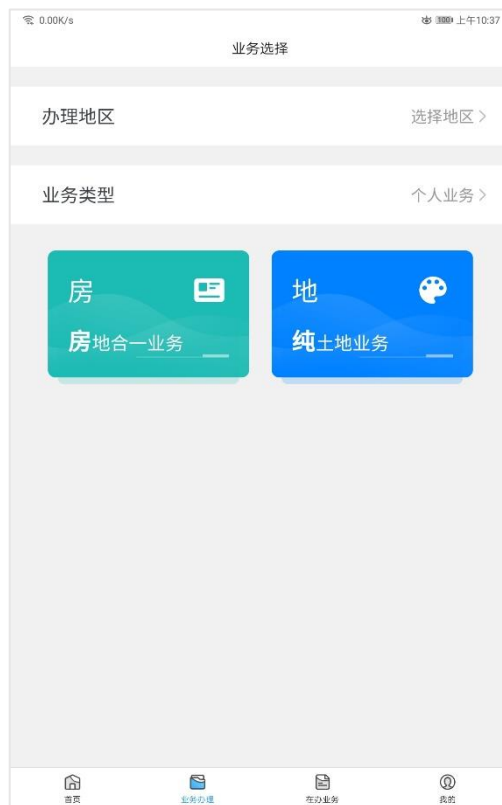 0.00K/s 100 上午10:37
业务选择
办理地区 选择地区
业务类型 个人业务
房 地
房地合一业务 纯土地业务
首页 业务办理 在办业务 我的